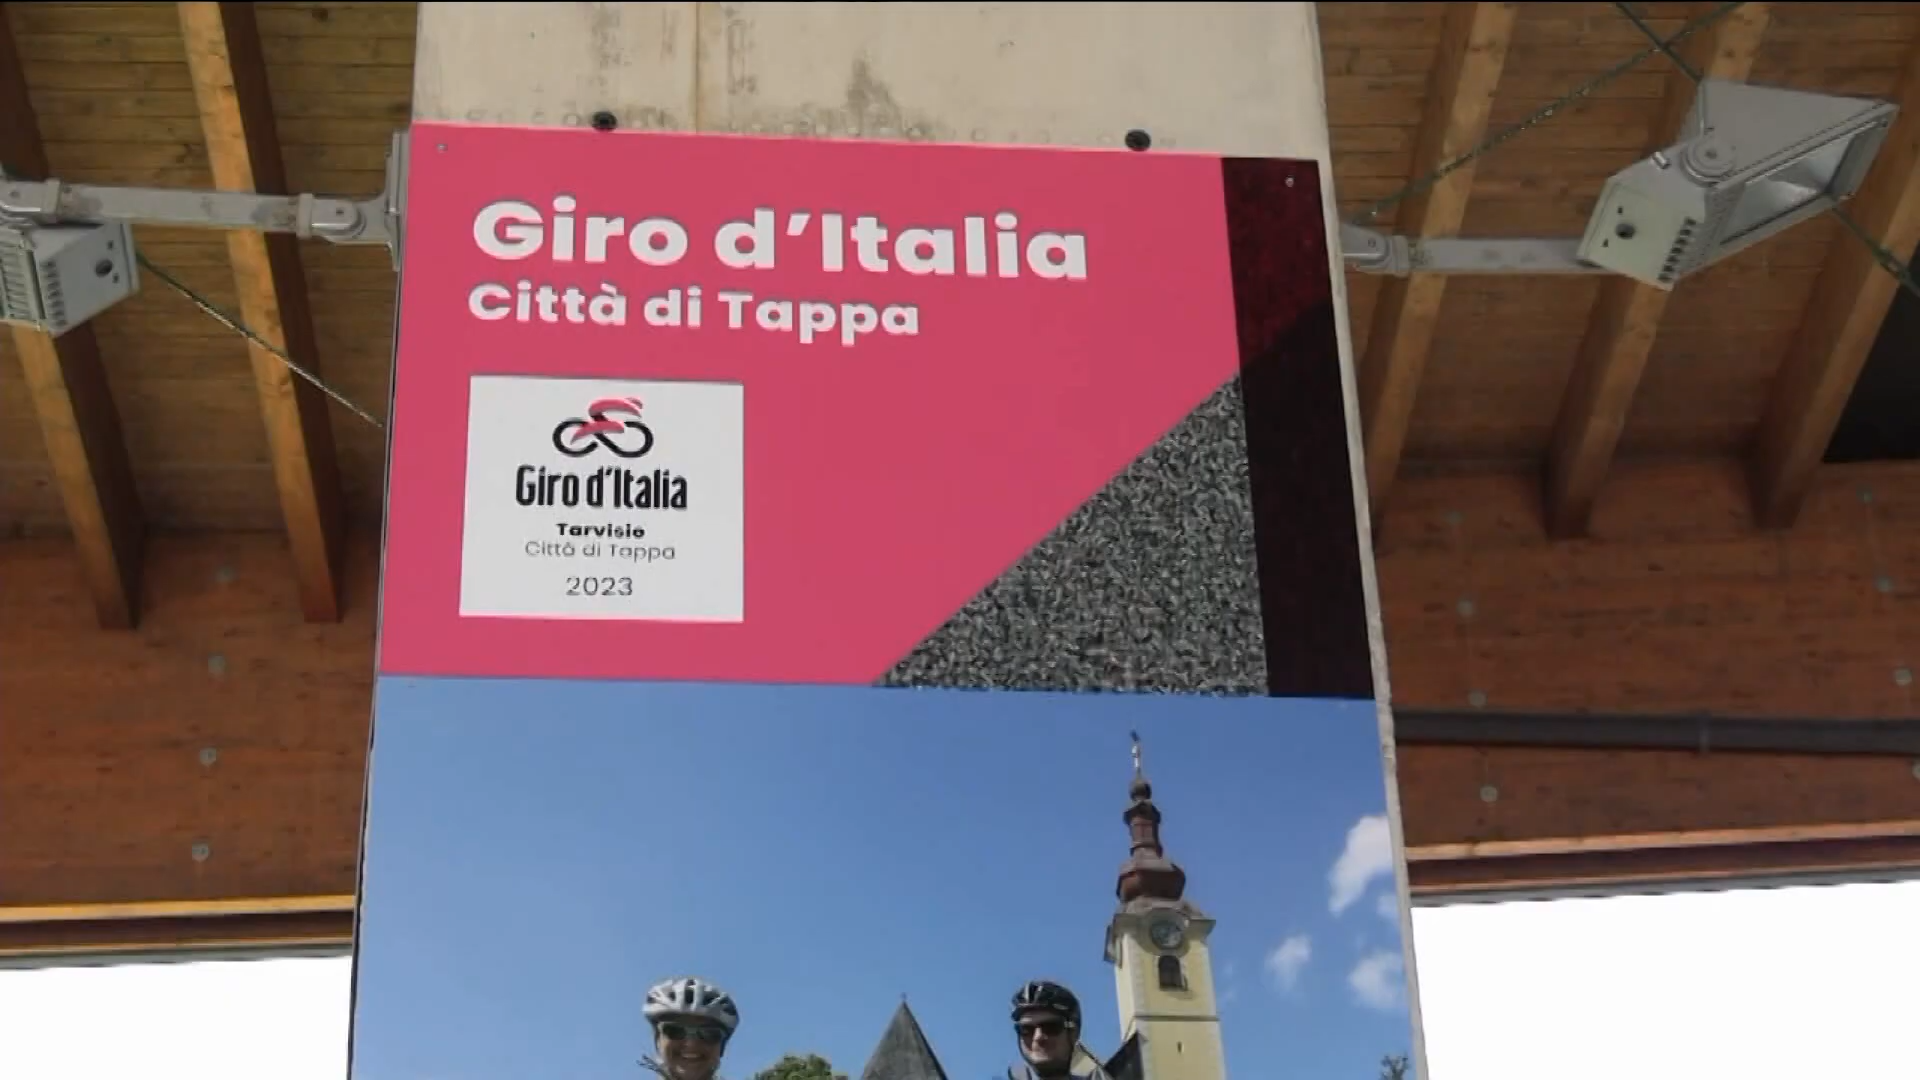 Giro d'Italia
Città di Tappa
Giro d'Italia
Tarvisio
Città di Tappa
2023